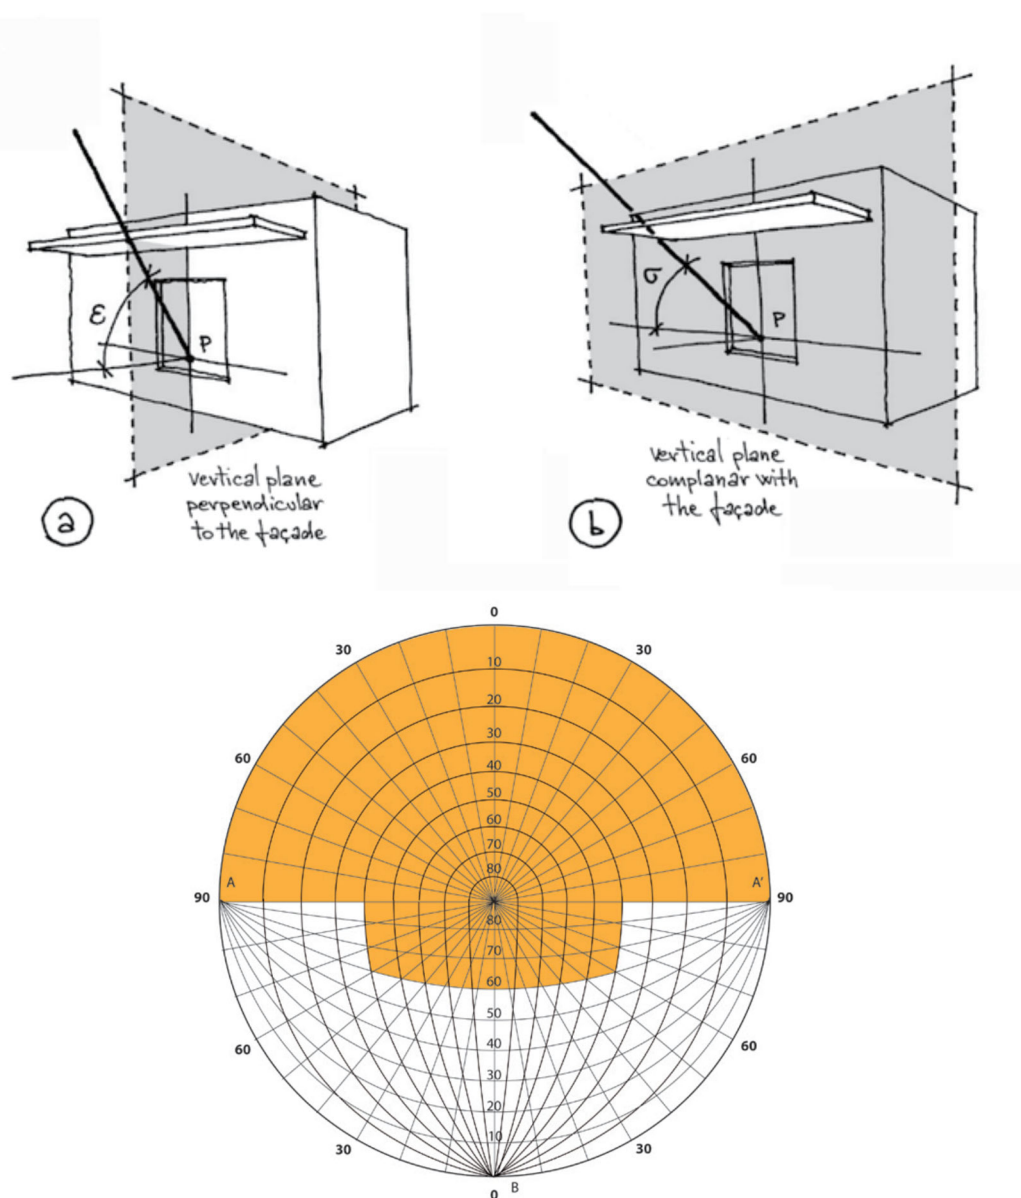 ε
P
vertical plane
perpendicular
to the façade
a
σ
P
vertical plane
complanar with
the façade
b
0
30
30
10
20
30
60
60
40
50
60
70
80
A
A'
90
90
80
70
60
50
60
60
40
30
20
10
30
30
0
B